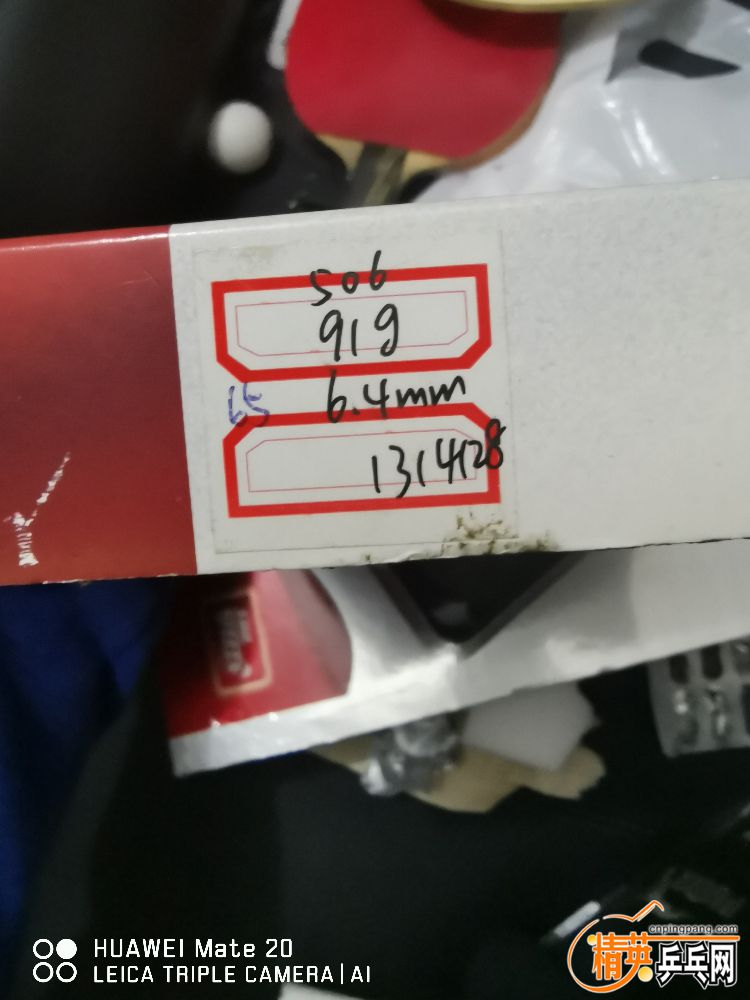 506
91g
65 6.4mm
1314128
cnpingpang.com
精英乒乓网
HUAWEI Mate 20
LEICA TRIPLE CAMERA | AI